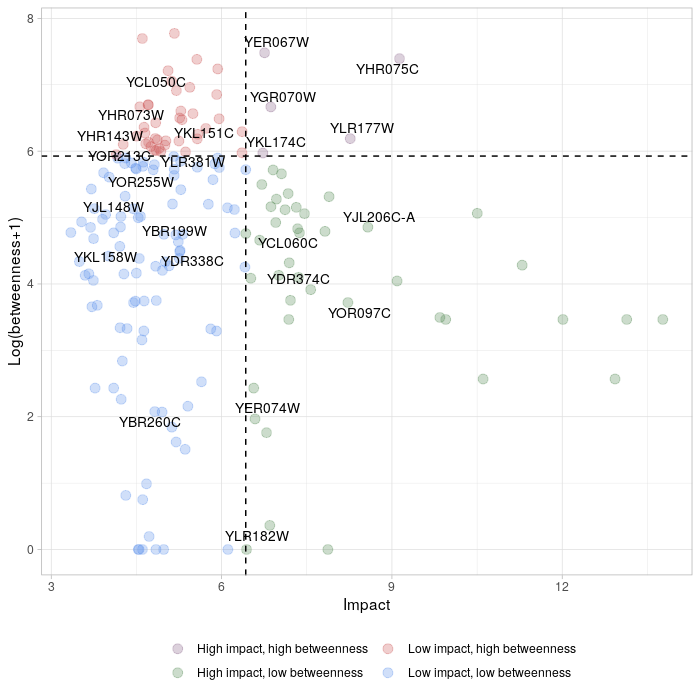 8
YER067W
YHR075C
YCL050C
YGR070W
YHR073W
YLR177W
YHR143W
YKL151C
YKL174C
6
YOR213C
YLR381W
YOR255W
YJL148W
YJL206C-A
YBR199W
YCL060C
YKL158W
YDR338C
4
YDR374C
YOR097C
2
YER074W
YBR260C
YLR182W
0
Log(betweenness+1)
3
6
9
12
Impact
High impact, high betweenness
Low impact, high betweenness
High impact, low betweenness
Low impact, low betweenness